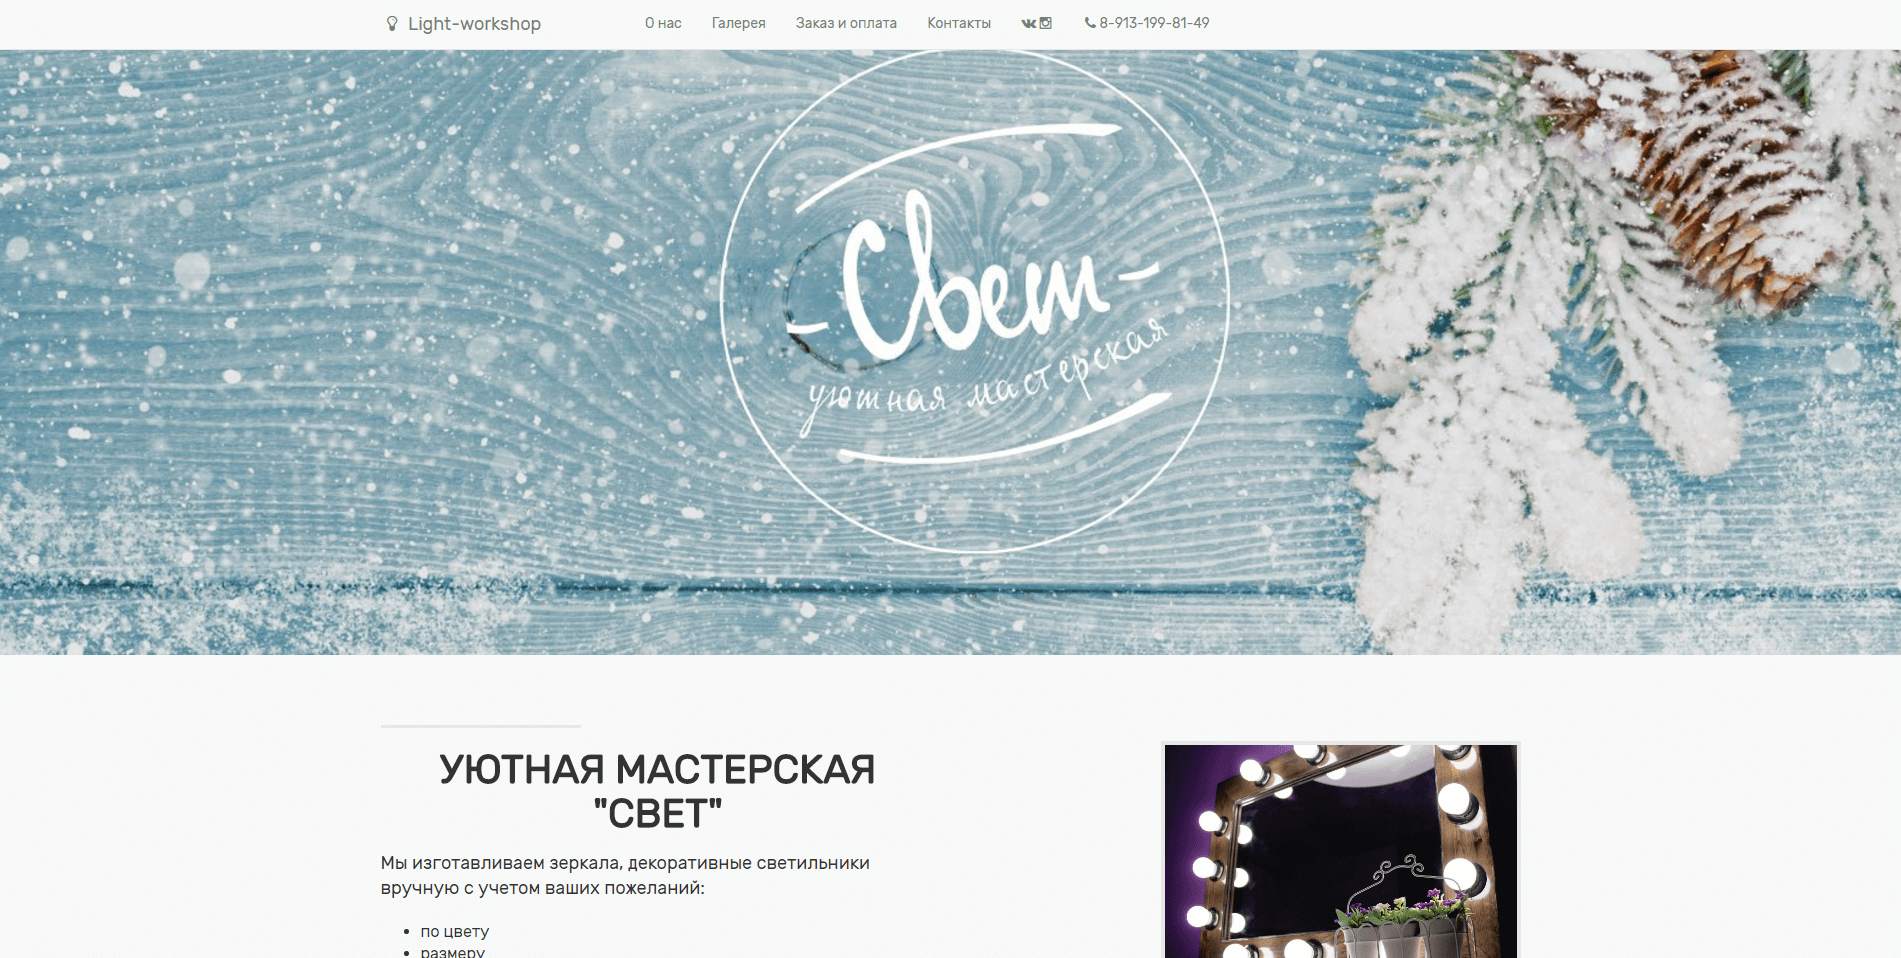 Light-workshop
О нас
Галерея
Заказ и оплата
Контакты
8-913-199-81-49
-Свет-
уютная мастерская
УЮТНАЯ МАСТЕРСКАЯ
"СВЕТ"
Мы изготавливаем зеркала, декоративные светильники
вручную с учетом ваших пожеланий:
по цвету
размеру